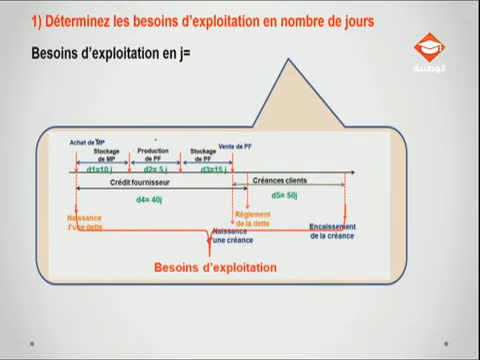 1) Déterminez les besoins d'exploitation en nombre de jours
الوطنية
Besoins d'exploitation en j=
Achat de MP
Stockage de MP
Production de PF
Stockage de PF
Vente de PF
d1=10 j
d2= 5 j
d3=15 j
Crédit fournisseur
Créances clients
d4= 40j
d5= 50j
Naissance
d'une dette
Règlement
de la dette
Naissance
d'une créance
Encaissement
de la créance
Besoins d'exploitation